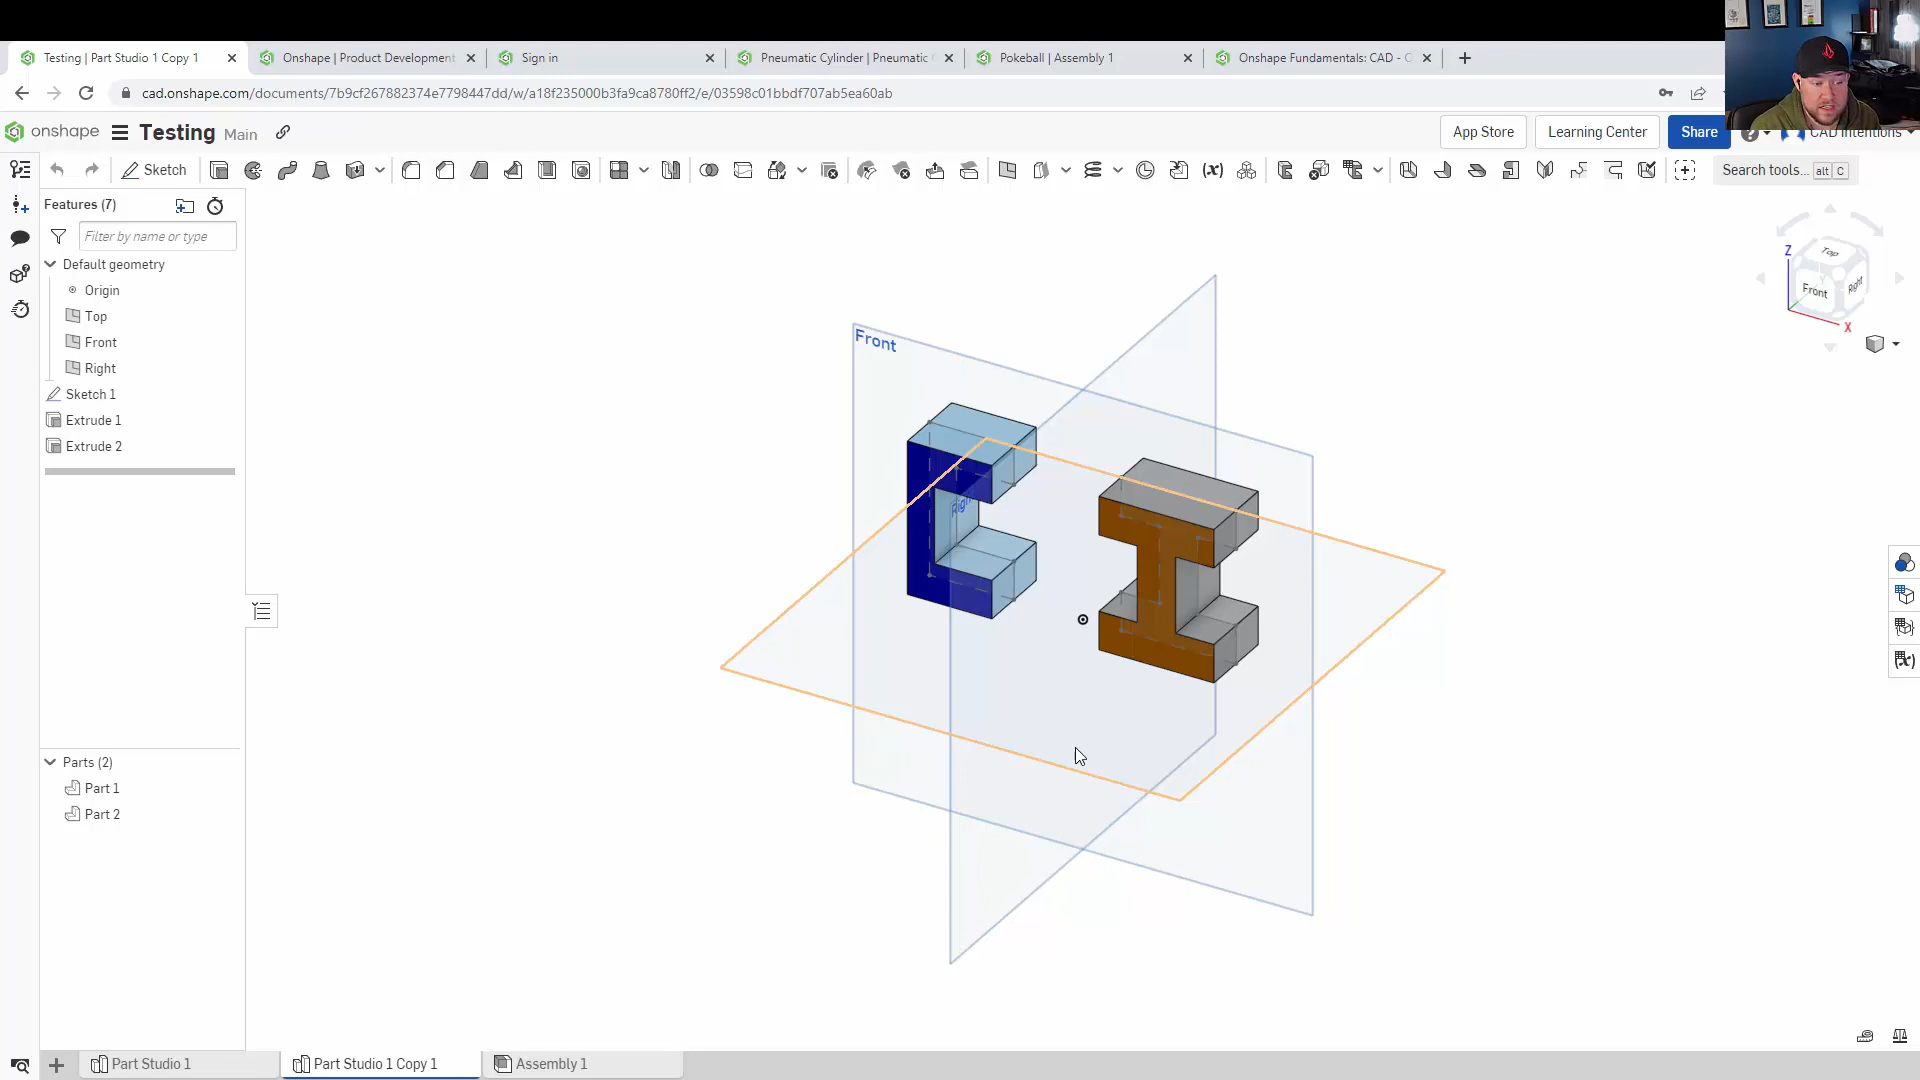 Testing | Part Studio 1 Copy 1
Onshape | Product Development
Sign in
Pneumatic Cylinder | Pneumatic
Pokeball | Assembly 1
Onshape Fundamentals: CAD - C
cad.onshape.com/documents/7b9cf267882374e7798447dd/w/a18f235000b3fa9ca8780ff2/e/03598c01bbdf707ab5ea60ab
onshape
Testing
Main
App Store
Learning Center
Share
CAD Intentions
Sketch
(x)
Search tools...
alt
C
Features (7)
Filter by name or type
Default geometry
Origin
Top
Front
Right
Sketch 1
Extrude 1
Extrude 2
Front
Right
Z
Top
Front
Right
X
(x)
Parts (2)
Part 1
Part 2
Part Studio 1
Part Studio 1 Copy 1
Assembly 1